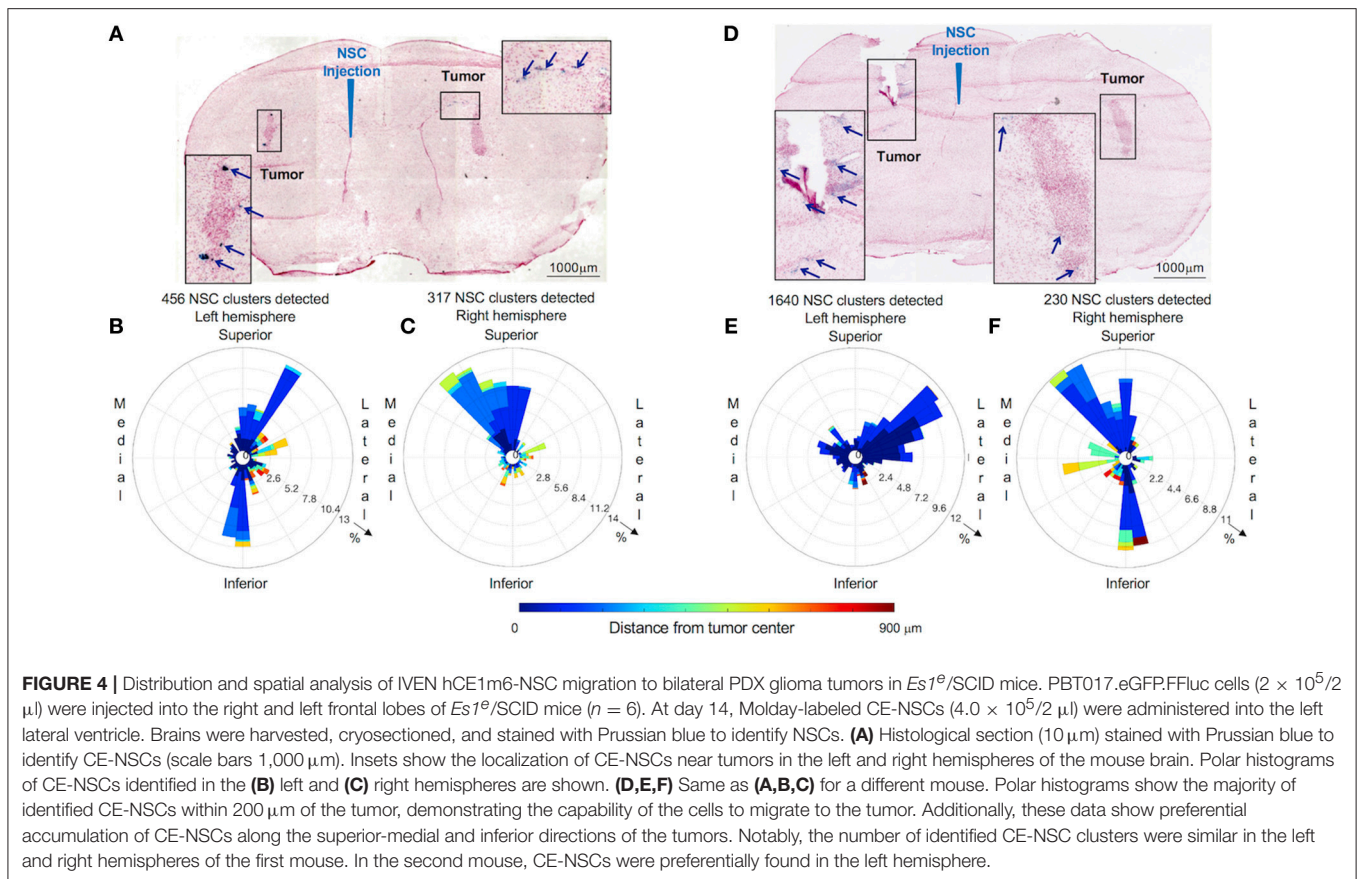 A
NSC
Injection
Tumor
Tumor
1000μm
D
NSC
Injection
Tumor
Tumor
1000μm
456 NSC clusters detected
Left hemisphere
Superior
317 NSC clusters detected
Right hemisphere
1640 NSC clusters detected
Left hemisphere
Superior
230 NSC clusters detected
Right hemisphere
B
Medial
0
2.6
5.2
7.8
10.4
13
%
Lateral
Inferior
C
Medial
2.8
5.6
8.4
11.2
14
%
Lateral
E
Medial
0
2.4
4.8
7.2
9.6
12
%
Lateral
Inferior
F
Medial
0
2.2
4.4
6.6
8.8
11
%
Lateral
0
Distance from tumor center
900 μm
FIGURE 4 | Distribution and spatial analysis of IVEN hCE1m6-NSC migration to bilateral PDX glioma tumors in Es1ᵉ/SCID mice. PBT017.eGFP.FFluc cells (2 × 10⁵/2
μl) were injected into the right and left frontal lobes of Es1ᵉ/SCID mice (n = 6). At day 14, Molday-labeled CE-NSCs (4.0 × 10⁵/2 μl) were administered into the left
lateral ventricle. Brains were harvested, cryosectioned, and stained with Prussian blue to identify NSCs. (A) Histological section (10 μm) stained with Prussian blue to
identify CE-NSCs (scale bars 1,000 μm). Insets show the localization of CE-NSCs near tumors in the left and right hemispheres of the mouse brain. Polar histograms
of CE-NSCs identified in the (B) left and (C) right hemispheres are shown. (D,E,F) Same as (A,B,C) for a different mouse. Polar histograms show the majority of
identified CE-NSCs within 200 μm of the tumor, demonstrating the capability of the cells to migrate to the tumor. Additionally, these data show preferential
accumulation of CE-NSCs along the superior-medial and inferior directions of the tumors. Notably, the number of identified CE-NSC clusters were similar in the left
and right hemispheres of the first mouse. In the second mouse, CE-NSCs were preferentially found in the left hemisphere.